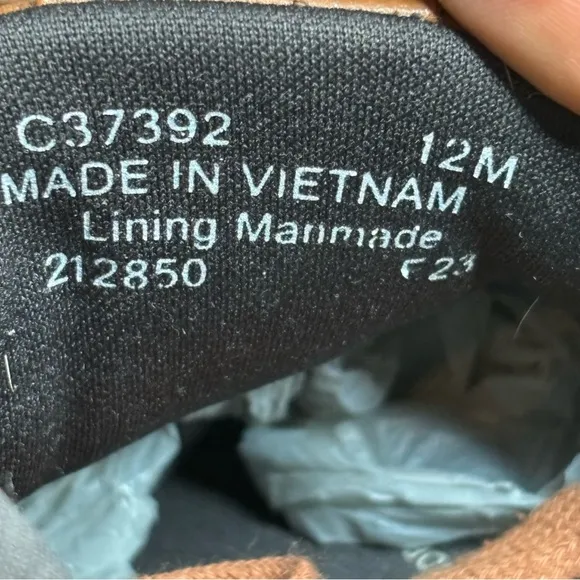 C37392 12M
MADE IN VIETNAM
Lining Manmade
212850 F23